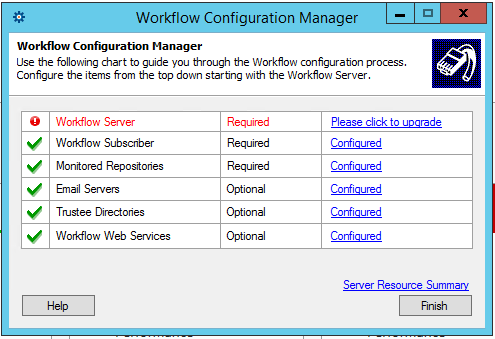 Workflow Configuration Manager
Workflow Configuration Manager
Use the following chart to guide you through the Workflow configuration process.
Configure the items from the top down starting with the Workflow Server.
Workflow Server Required Please click to upgrade
Workflow Subscriber Required Configured
Monitored Repositories Required Configured
Email Servers Optional Configured
Trustee Directories Optional Configured
Workflow Web Services Optional Configured
Server Resource Summary
Help Finish